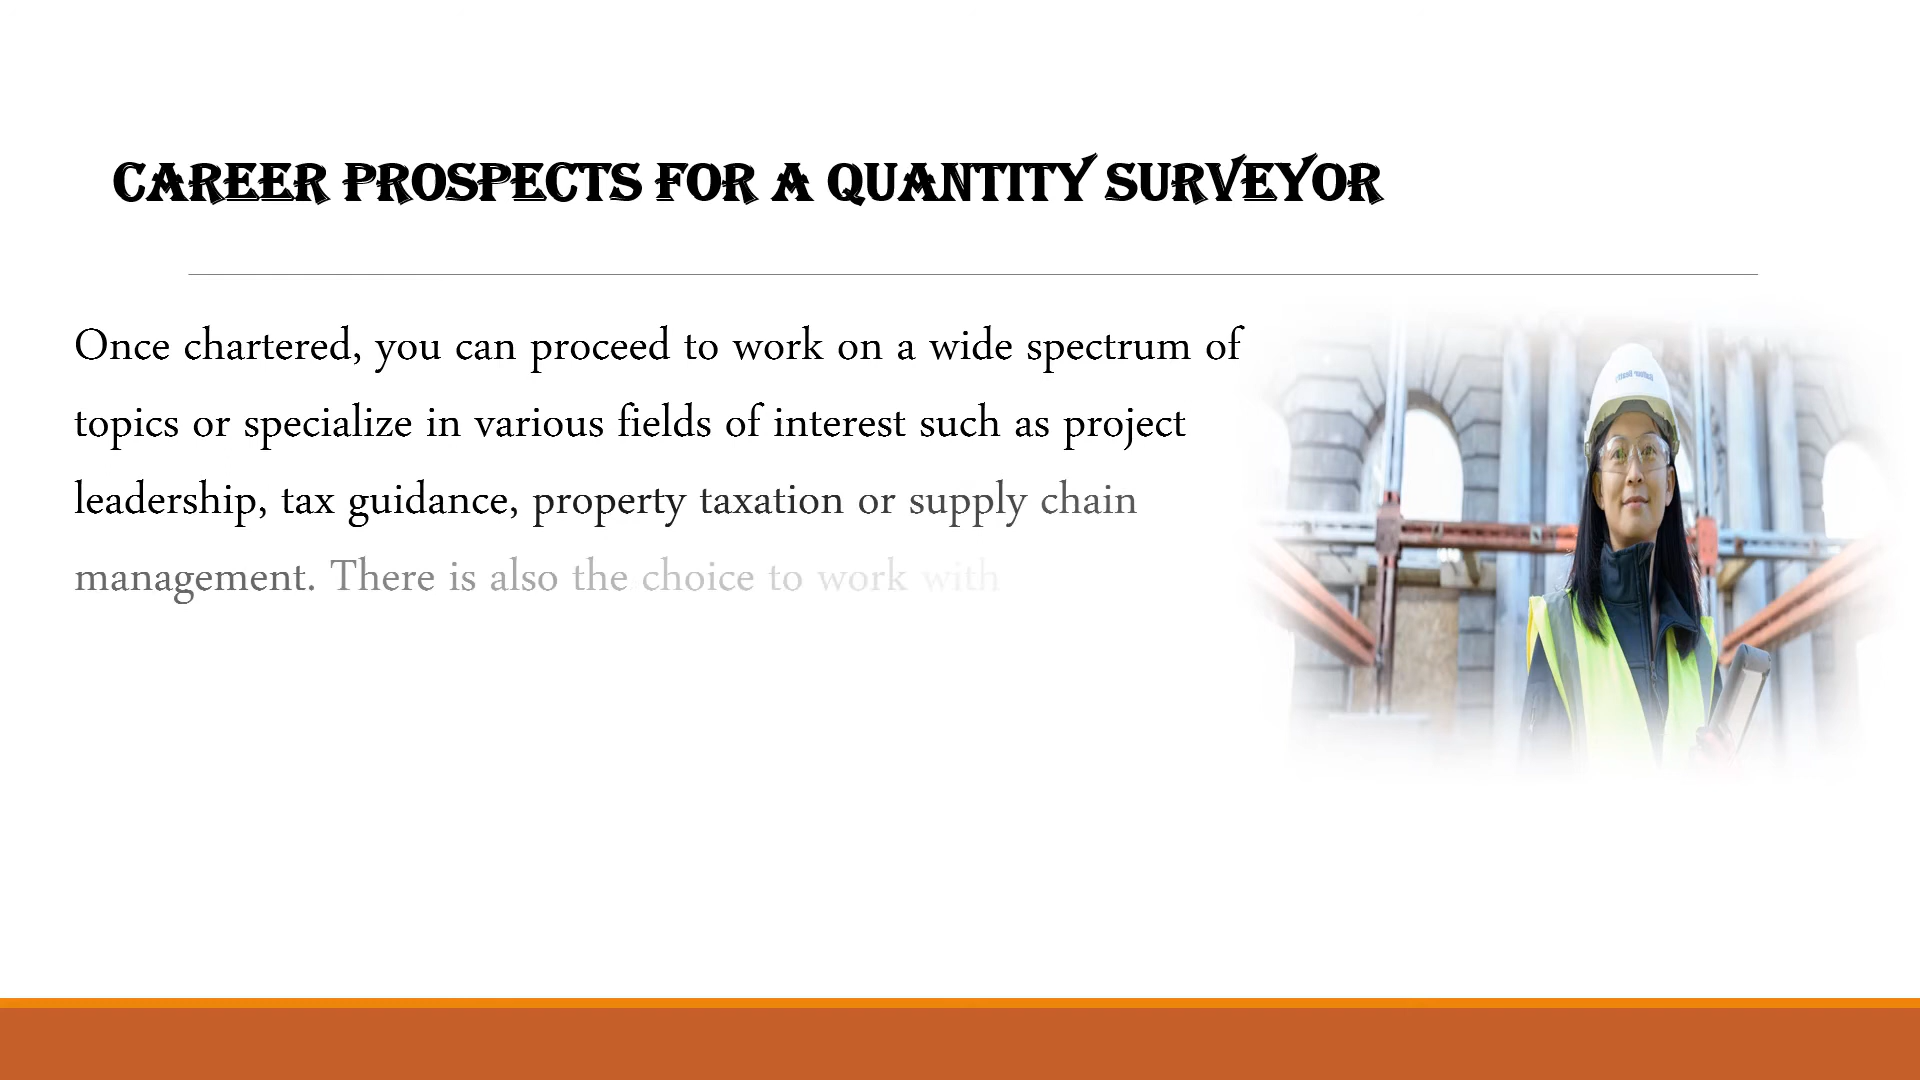 CAREER PROSPECTS FOR A QUANTITY SURVEYOR
Once chartered, you can proceed to work on a wide spectrum of
topics or specialize in various fields of interest such as project
leadership, tax guidance, property taxation or supply chain
management. There is also the choice to work with